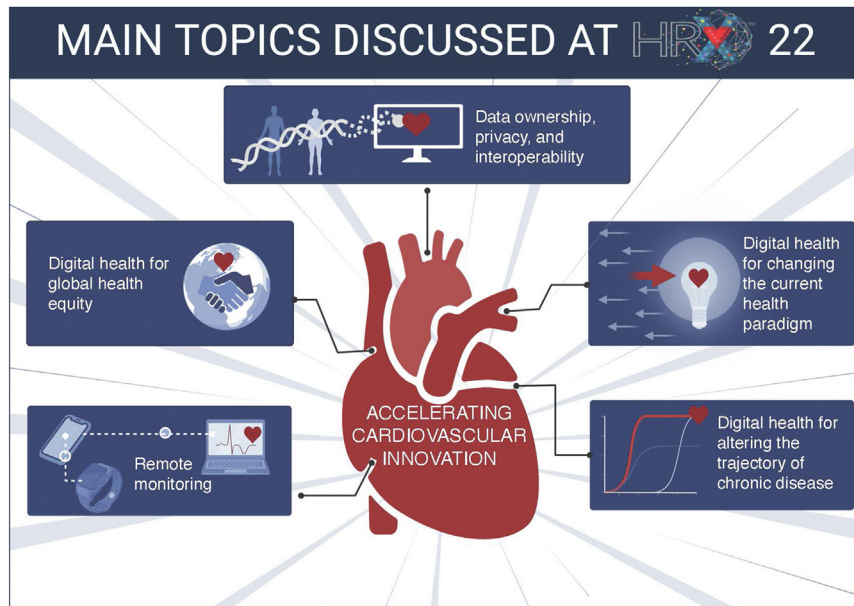 MAIN TOPICS DISCUSSED AT HRX 22
Data ownership,
privacy, and
interoperability
Digital health for
global health
equity
Digital health
for changing
the current
health
paradigm
Remote
monitoring
ACCELERATING
CARDIOVASCULAR
INNOVATION
Digital health for
altering the
trajectory of
chronic disease